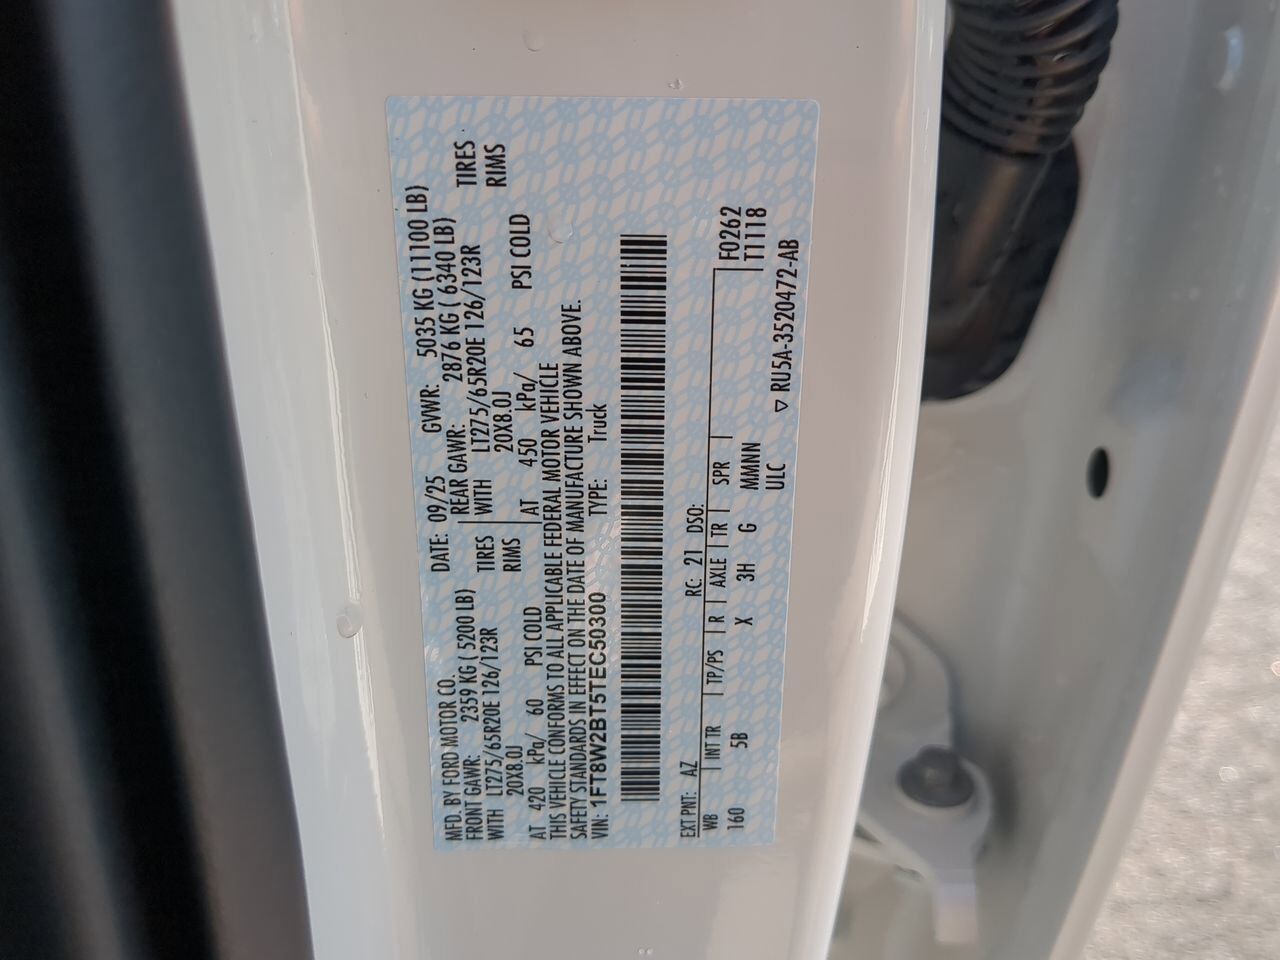 MFD. BY FORD MOTOR CO. DATE: 09/25 GVWR: 5035 KG (11100 LB)
FRONT GAWR: 2359 KG ( 5200 LB) REAR GAWR: 2876 KG ( 6340 LB)
WITH LT275/65R20E 126/123R TIRES WITH LT275/65R20E 126/123R TIRES
20X8.0J RIMS 20X8.0J RIMS
AT 420 kPa/ 60 PSI COLD AT 450 kPa/ 65 PSI COLD
THIS VEHICLE CONFORMS TO ALL APPLICABLE FEDERAL MOTOR VEHICLE
SAFETY STANDARDS IN EFFECT ON THE DATE OF MANUFACTURE SHOWN ABOVE.
VIN: 1FT8W2BT5TEC50300 TYPE: Truck
EXT PNT: AZ RC: 21 DSO:
WB INT TR TP/PS R AXLE TR SPR F0262
160 5B X 3H G MMNN T1118
ULC
▽ RU5A-3520472-AB